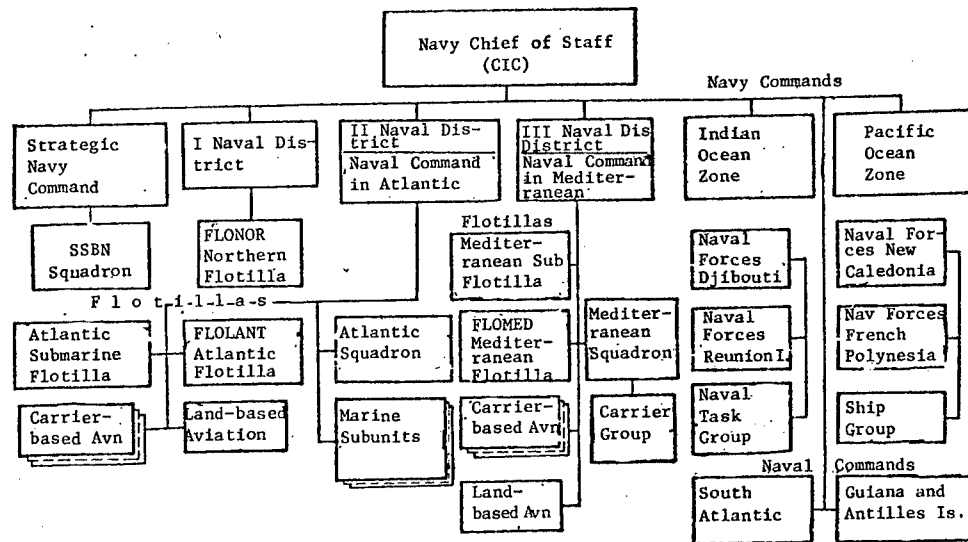 Navy Chief of Staff
(CIC)
Navy Commands
Strategic
Navy
Command
I Naval Dis-
trict
II Naval Dis-
trict
Naval Command
in Atlantic
III Naval Dis
District
Naval Command
in Mediter-
ranean
Indian
Ocean
Zone
Pacific
Ocean
Zone
SSBN
Squadron
FLONOR
Northern
Flotilla
Flotillas
Mediter-
ranean Sub
Flotilla
Naval
Forces
Djibouti
Naval For-
ces New
Caledonia
F l o t i l l a s
Atlantic
Submarine
Flotilla
FLOLANT
Atlantic
Flotilla
Atlantic
Squadron
FLOMED
Mediter-
ranean
Flotilla
Mediter-
ranean
Squadron
Naval
Forces
Reunion I.
Nav Forces
French
Polynesia
Carrier-
based Avn
Land-based
Aviation
Marine
Subunits
Carrier-
based Avn
Carrier
Group
Naval
Task
Group
Ship
Group
Land-
based Avn
Naval Commands
South
Atlantic
Guiana and
Antilles Is.